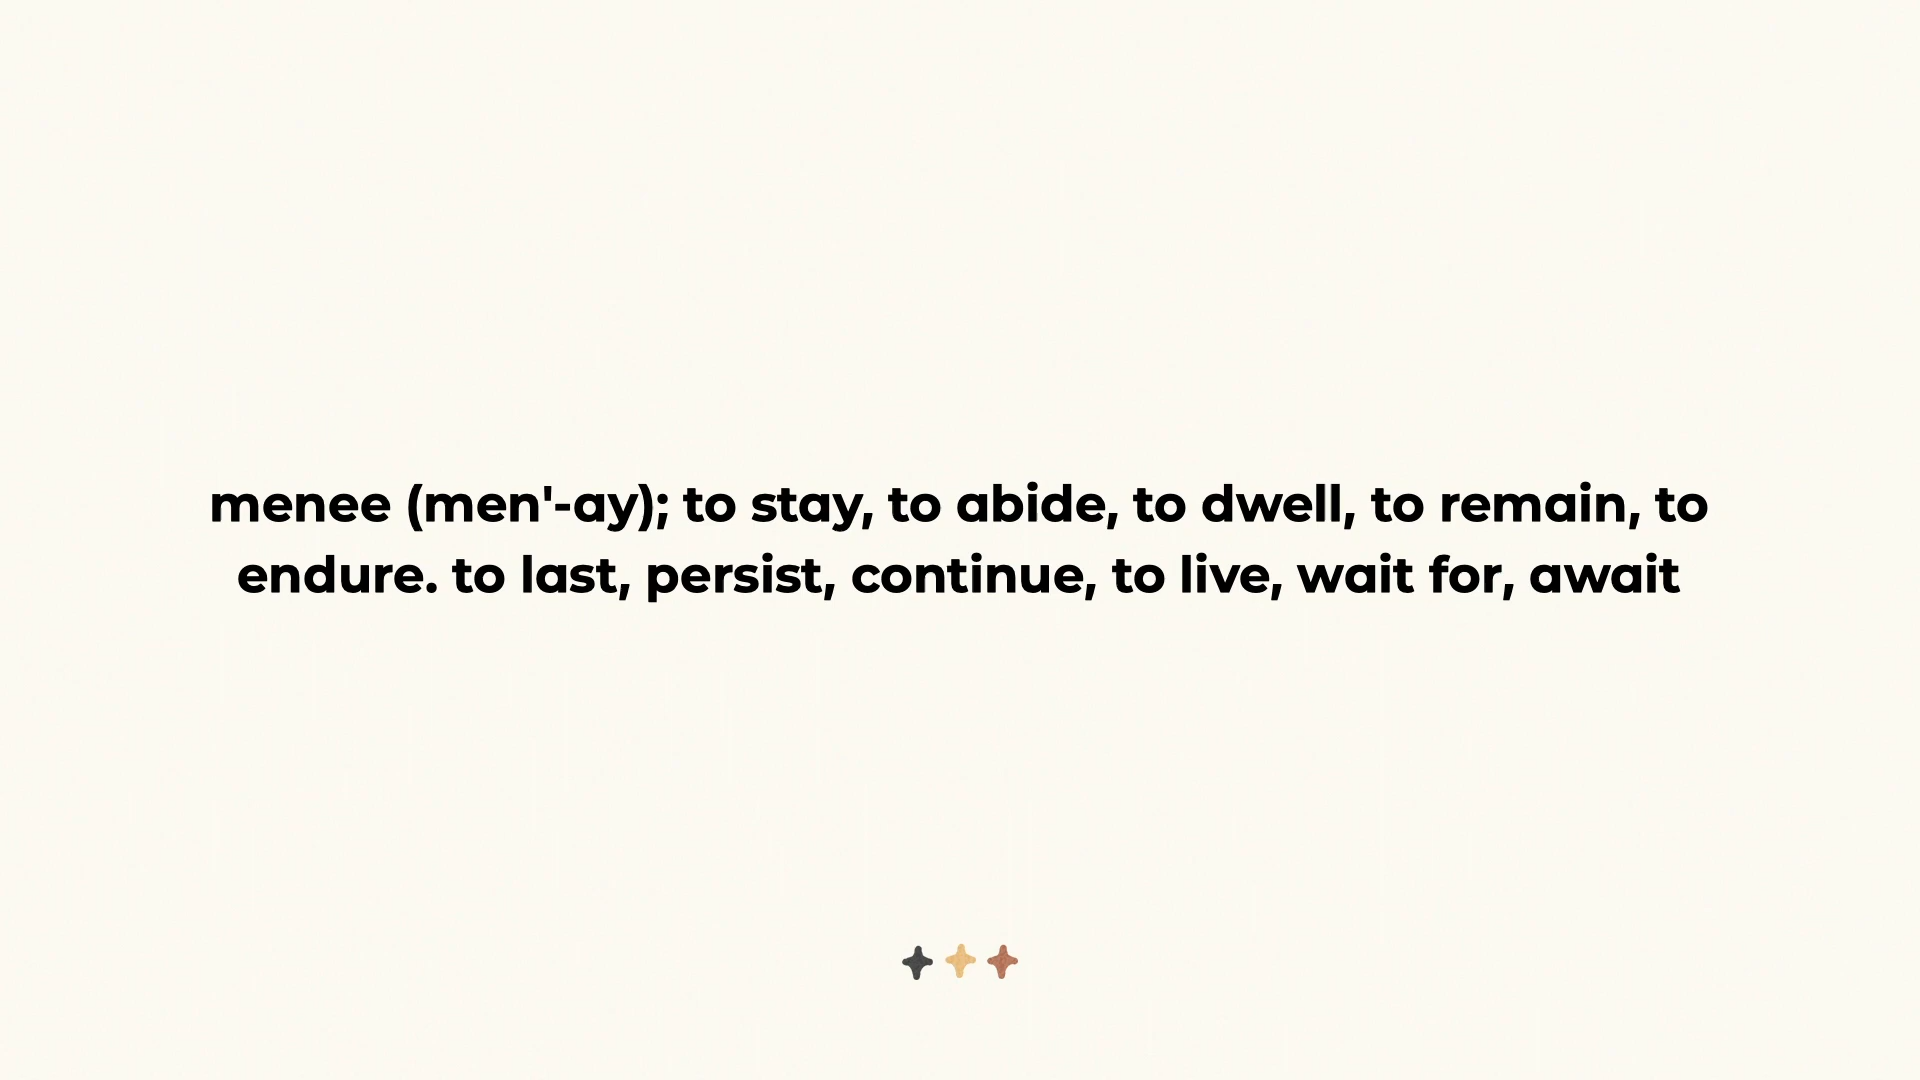 menee (men'-ay); to stay, to abide, to dwell, to remain, to
endure. to last, persist, continue, to live, wait for, await